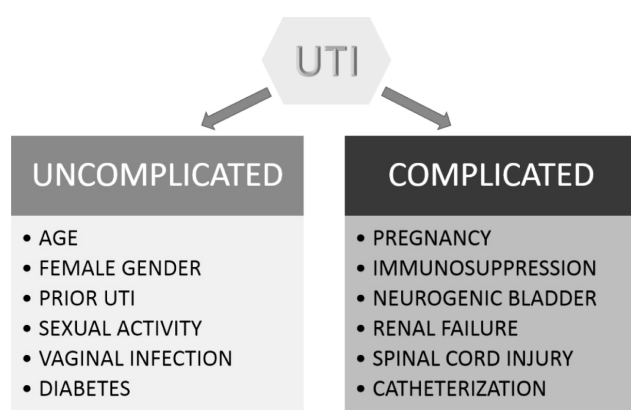 UTI
UNCOMPLICATED
• AGE
• FEMALE GENDER
• PRIOR UTI
• SEXUAL ACTIVITY
• VAGINAL INFECTION
• DIABETES
COMPLICATED
• PREGNANCY
• IMMUNOSUPPRESSION
• NEUROGENIC BLADDER
• RENAL FAILURE
• SPINAL CORD INJURY
• CATHETERIZATION